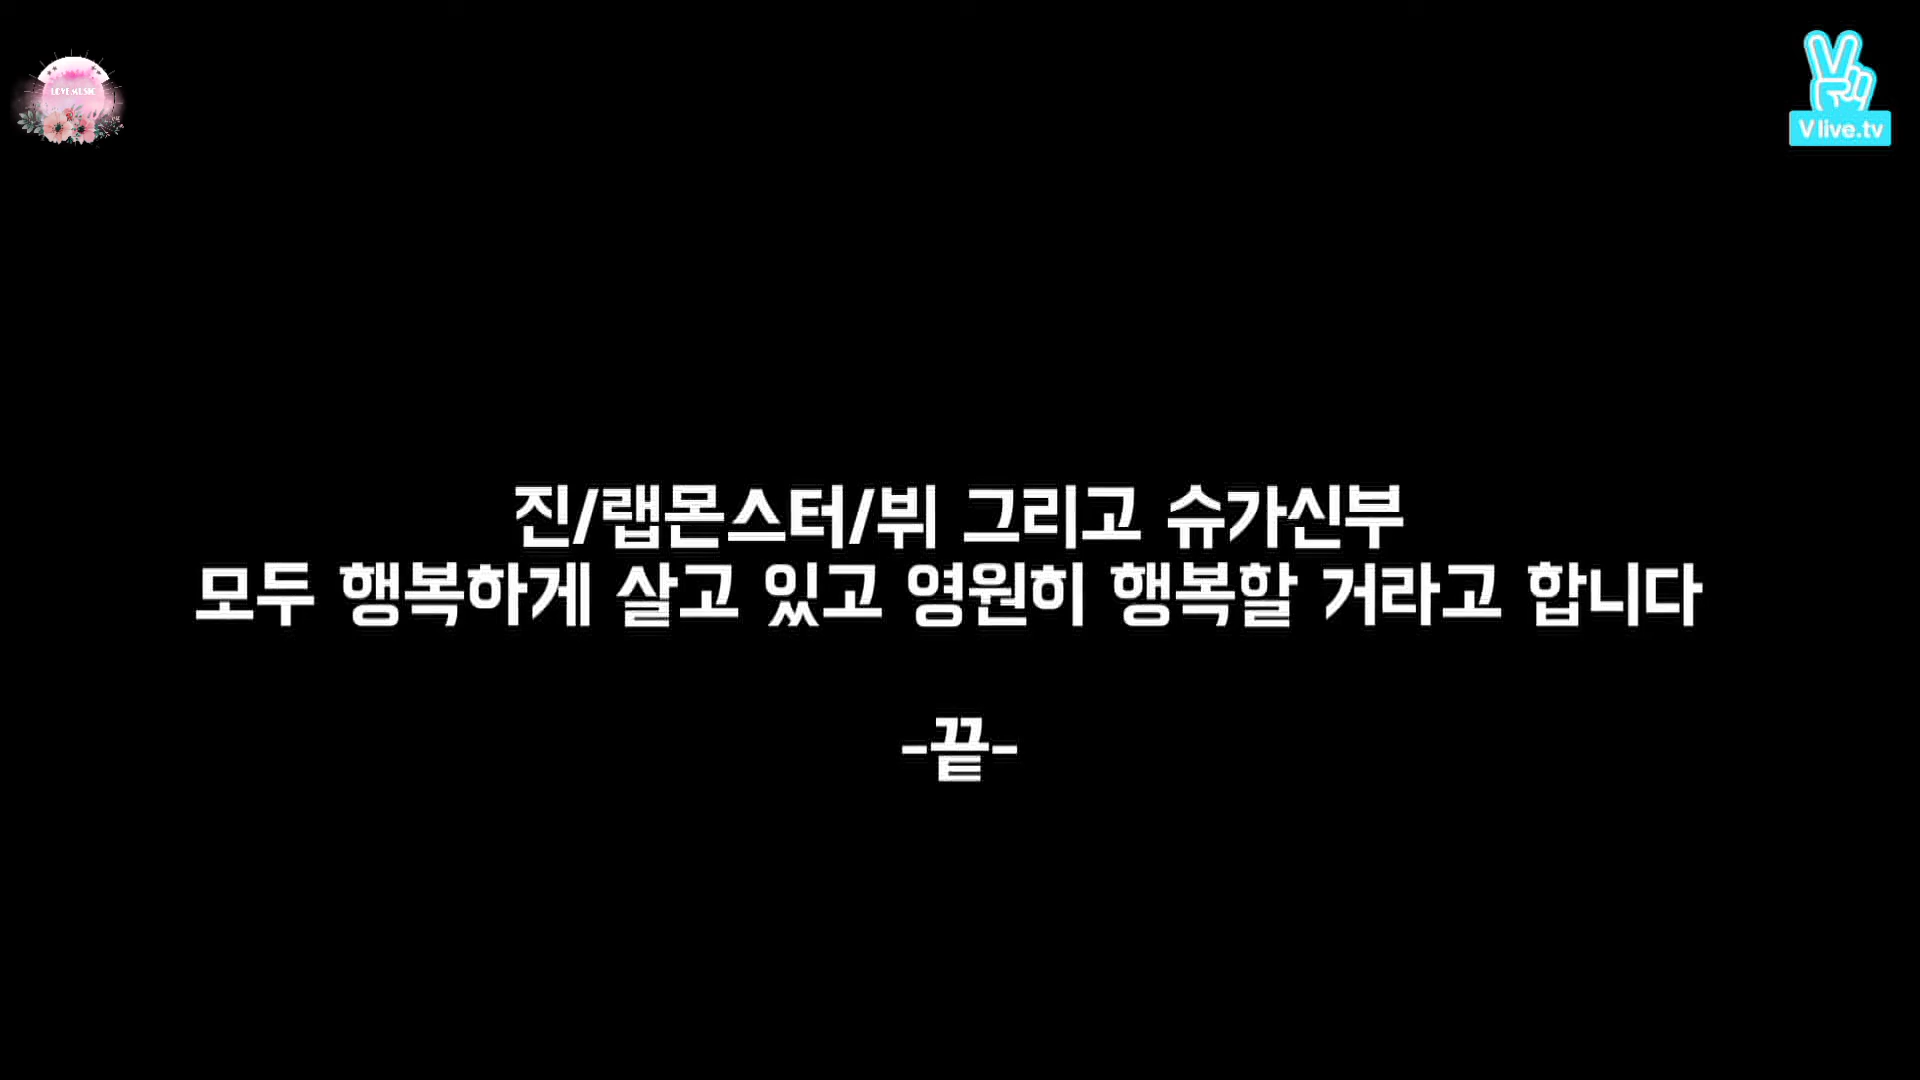 LOVE MUSIC
V live.tv
진/랩몬스터/뷔 그리고 슈가신부
모두 행복하게 살고 있고 영원히 행복할 거라고 합니다
-끝-